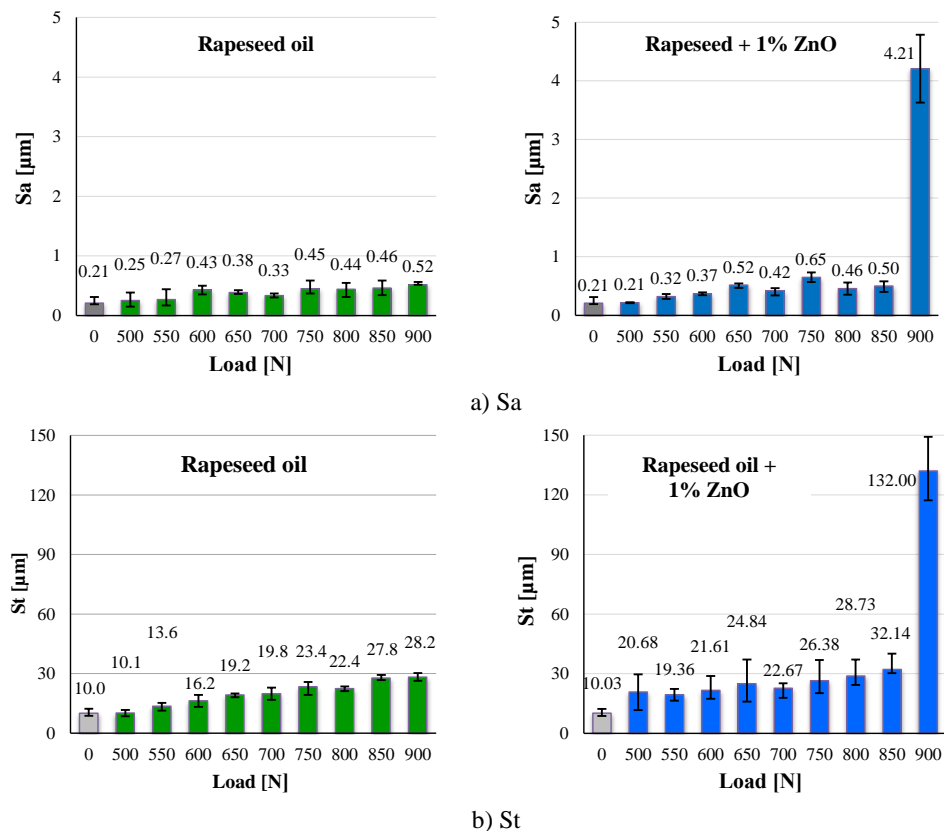 Rapeseed oil
5
4
3
2
1
0
Sa [µm]
0.21 0.25 0.27 0.43 0.38 0.33 0.45 0.44 0.46 0.52
0 500 550 600 650 700 750 800 850 900
Load [N]
Rapeseed + 1% ZnO
5
4
3
2
1
0
Sa [µm]
0.21 0.21 0.32 0.37 0.52 0.42 0.65 0.46 0.50 4.21
0 500 550 600 650 700 750 800 850 900
Load [N]
a) Sa
Rapeseed oil
150
120
90
60
30
0
St [µm]
10.0 10.1 13.6 16.2 19.2 19.8 23.4 22.4 27.8 28.2
0 500 550 600 650 700 750 800 850 900
Load [N]
Rapeseed oil +
1% ZnO
150
120
90
60
30
0
St [µm]
10.03 20.68 19.36 21.61 24.84 22.67 26.38 28.73 32.14 132.00
0 500 550 600 650 700 750 800 850 900
Load [N]
b) St